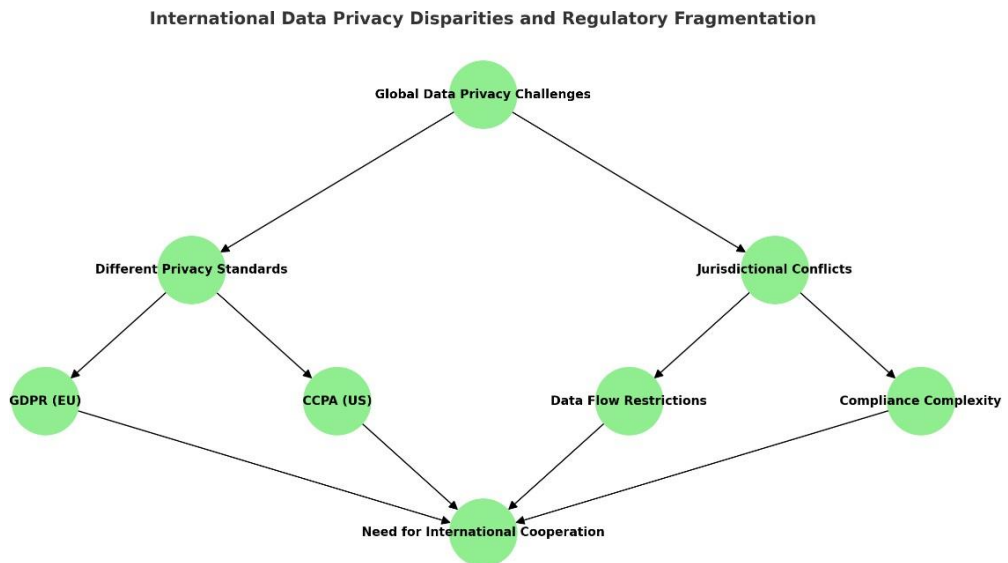 International Data Privacy Disparities and Regulatory Fragmentation
Global Data Privacy Challenges
Different Privacy Standards
Jurisdictional Conflicts
GDPR (EU)
CCPA (US)
Data Flow Restrictions
Compliance Complexity
Need for International Cooperation